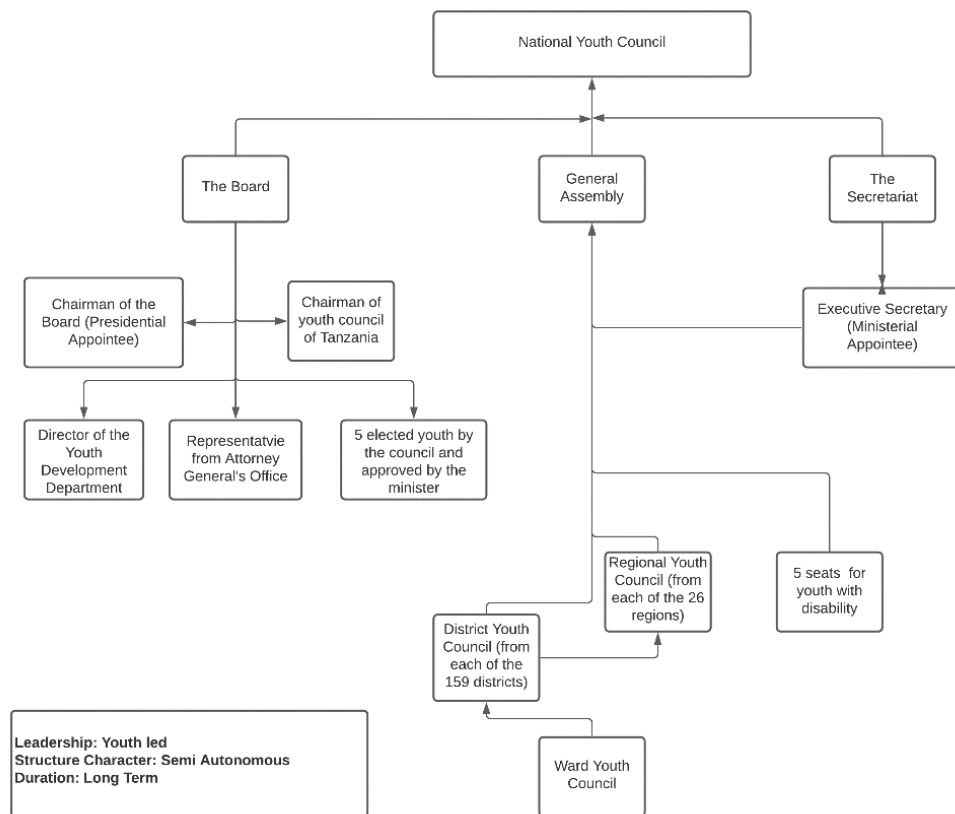 National Youth Council
The Board
General
Assembly
The
Secretariat
Chairman of the
Board (Presidential
Appointee)
Chairman of
youth council
of Tanzania
Executive Secretary
(Ministerial
Appointee)
Director of the
Youth
Development
Department
Representatvie
from Attorney
General's Office
5 elected youth by
the council and
approved by the
minister
Regional Youth
Council (from
each of the 26
regions)
5 seats for
youth with
disability
District Youth
Council (from
each of the
159 districts)
Ward Youth
Council
Leadership: Youth led
Structure Character: Semi Autonomous
Duration: Long Term